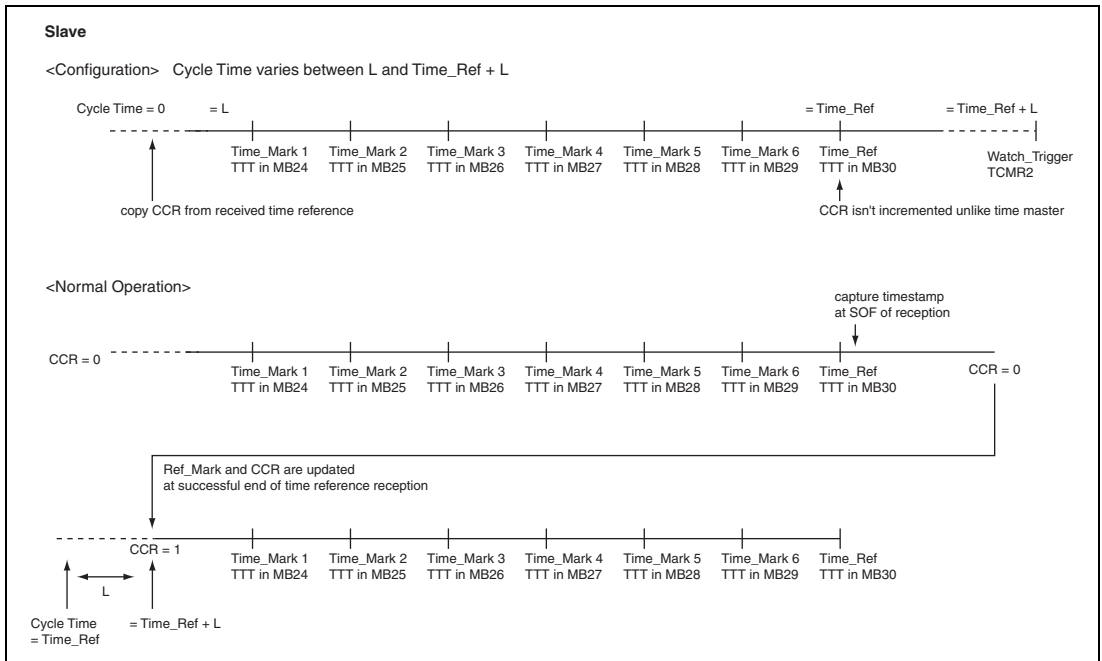 Slave
<Configuration> Cycle Time varies between L and Time_Ref + L
Cycle Time = 0 = L = Time_Ref = Time_Ref + L
Time_Mark 1 Time_Mark 2 Time_Mark 3 Time_Mark 4 Time_Mark 5 Time_Mark 6 Time_Ref
TTT in MB24 TTT in MB25 TTT in MB26 TTT in MB27 TTT in MB28 TTT in MB29 TTT in MB30
Watch_Trigger
TCMR2
copy CCR from received time reference
CCR isn't incremented unlike time master
<Normal Operation>
capture timestamp
at SOF of reception
CCR = 0
Time_Mark 1 Time_Mark 2 Time_Mark 3 Time_Mark 4 Time_Mark 5 Time_Mark 6 Time_Ref
TTT in MB24 TTT in MB25 TTT in MB26 TTT in MB27 TTT in MB28 TTT in MB29 TTT in MB30
CCR = 0
Ref_Mark and CCR are updated
at successful end of time reference reception
CCR = 1
Time_Mark 1 Time_Mark 2 Time_Mark 3 Time_Mark 4 Time_Mark 5 Time_Mark 6 Time_Ref
TTT in MB24 TTT in MB25 TTT in MB26 TTT in MB27 TTT in MB28 TTT in MB29 TTT in MB30
L
Cycle Time
= Time_Ref
= Time_Ref + L